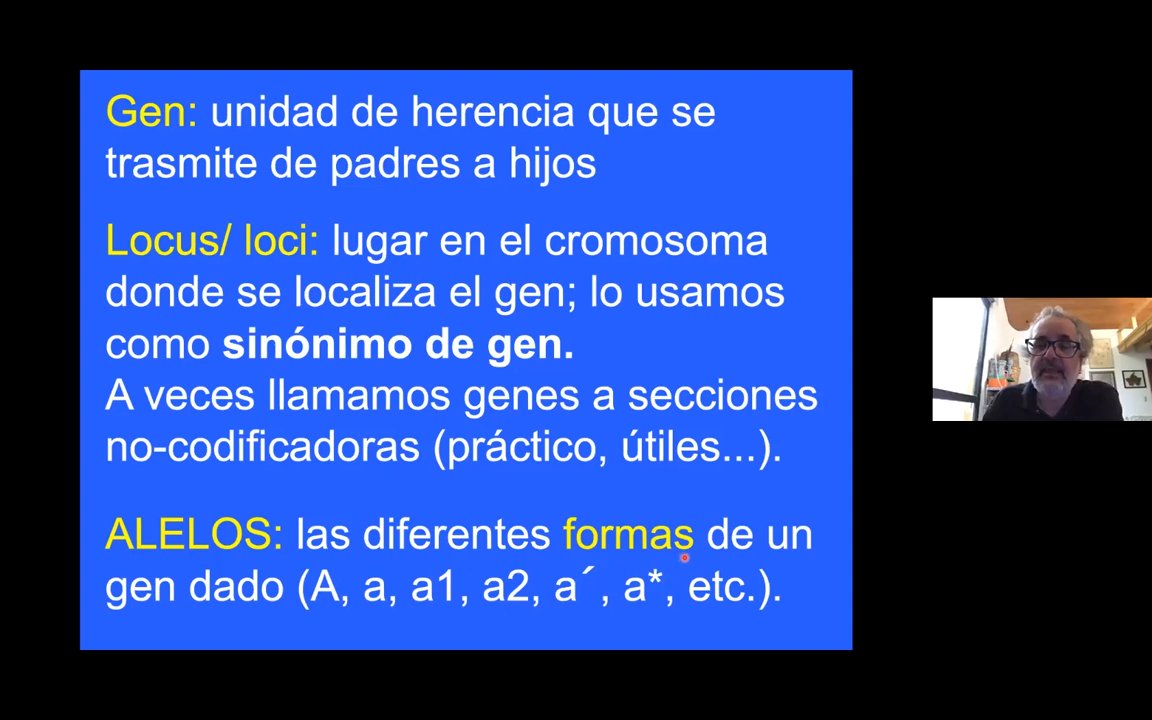 Gen: unidad de herencia que se
trasmite de padres a hijos
Locus/ loci: lugar en el cromosoma
donde se localiza el gen; lo usamos
como sinónimo de gen.
A veces llamamos genes a secciones
no-codificadoras (práctico, útiles...).
ALELOS: las diferentes formas de un
gen dado (A, a, a1, a2, a´, a*, etc.).